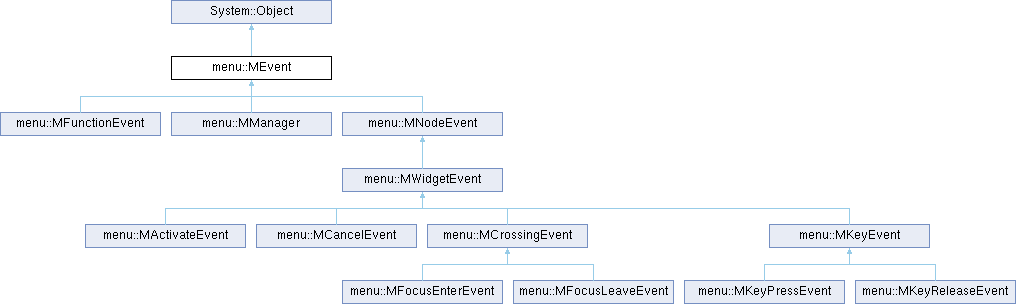 System::Object
menu::MEvent
menu::MFunctionEvent
menu::MManager
menu::MNodeEvent
menu::MWidgetEvent
menu::MActivateEvent
menu::MCancelEvent
menu::MCrossingEvent
menu::MKeyEvent
menu::MFocusEnterEvent
menu::MFocusLeaveEvent
menu::MKeyPressEvent
menu::MKeyReleaseEvent